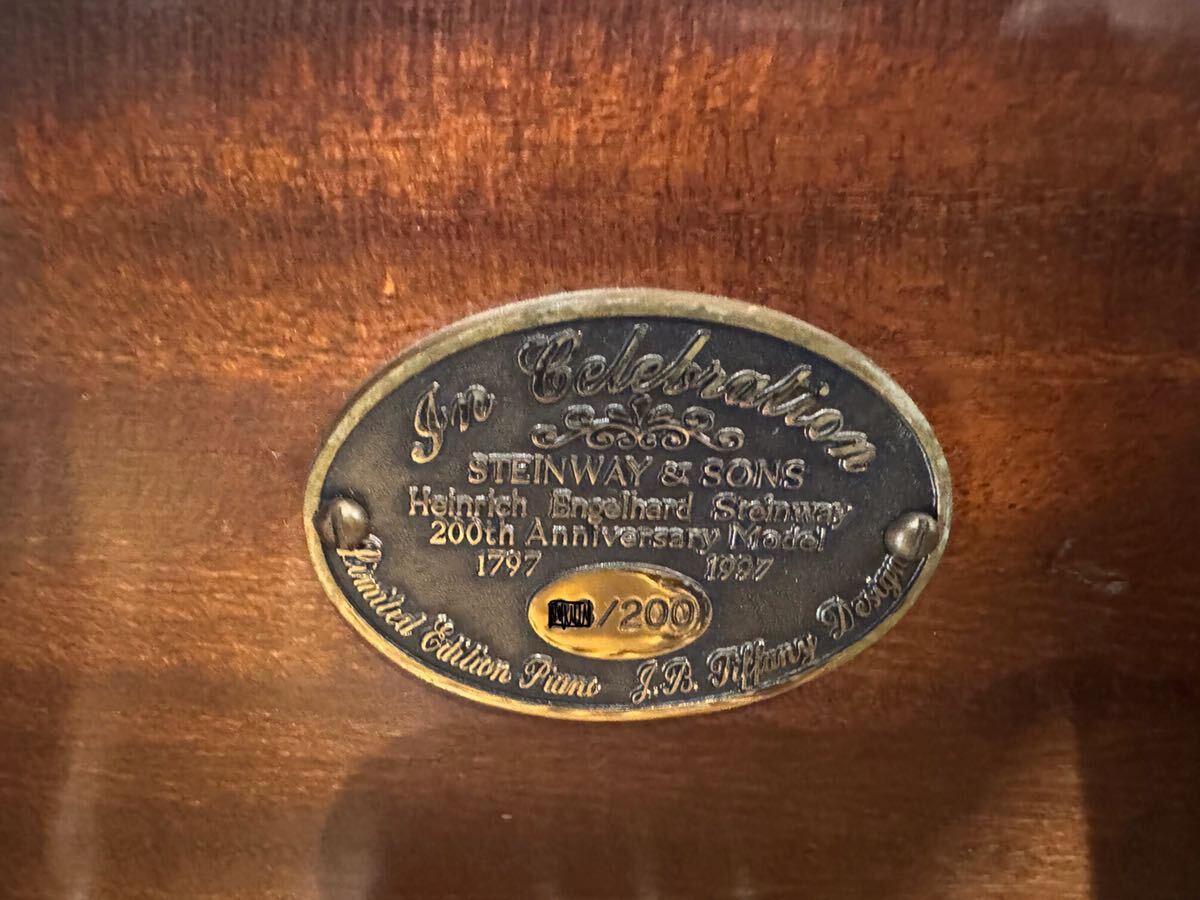 In Celebration
STEINWAY & SONS
Heinrich Engelhard Steinway
200th Anniversary Model
1797 1997
/200
Limited Edition Piano J.B. Tiffany Design